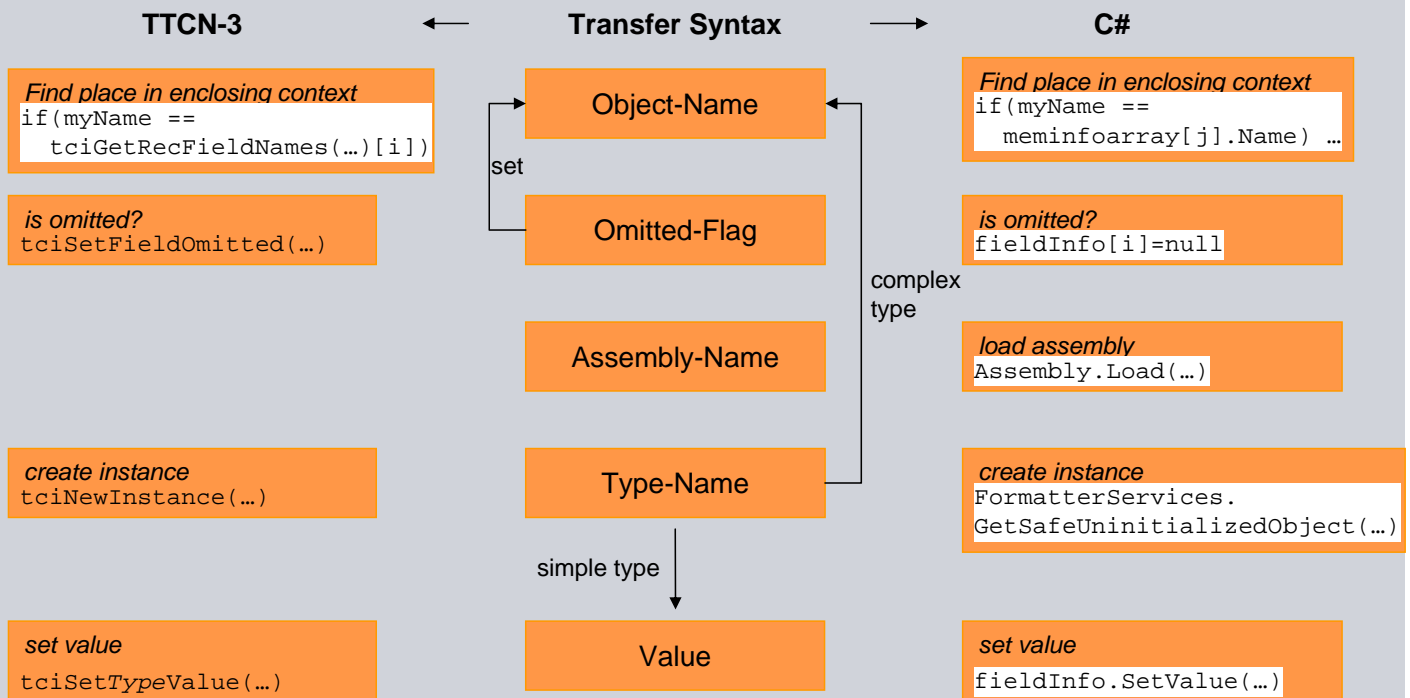 TTCN-3
Transfer Syntax
C#
Find place in enclosing context
if(myName ==
tciGetRecFieldNames(…)[i])
Object-Name
Find place in enclosing context
if(myName ==
meminfoarray[j].Name) …
set
is omitted?
tciSetFieldOmitted(…)
Omitted-Flag
is omitted?
fieldInfo[i]=null
complex
type
Assembly-Name
load assembly
Assembly.Load(…)
create instance
tciNewInstance(…)
Type-Name
create instance
FormatterServices.
GetSafeUninitializedObject(…)
simple type
set value
tciSetTypeValue(…)
Value
set value
fieldInfo.SetValue(…)